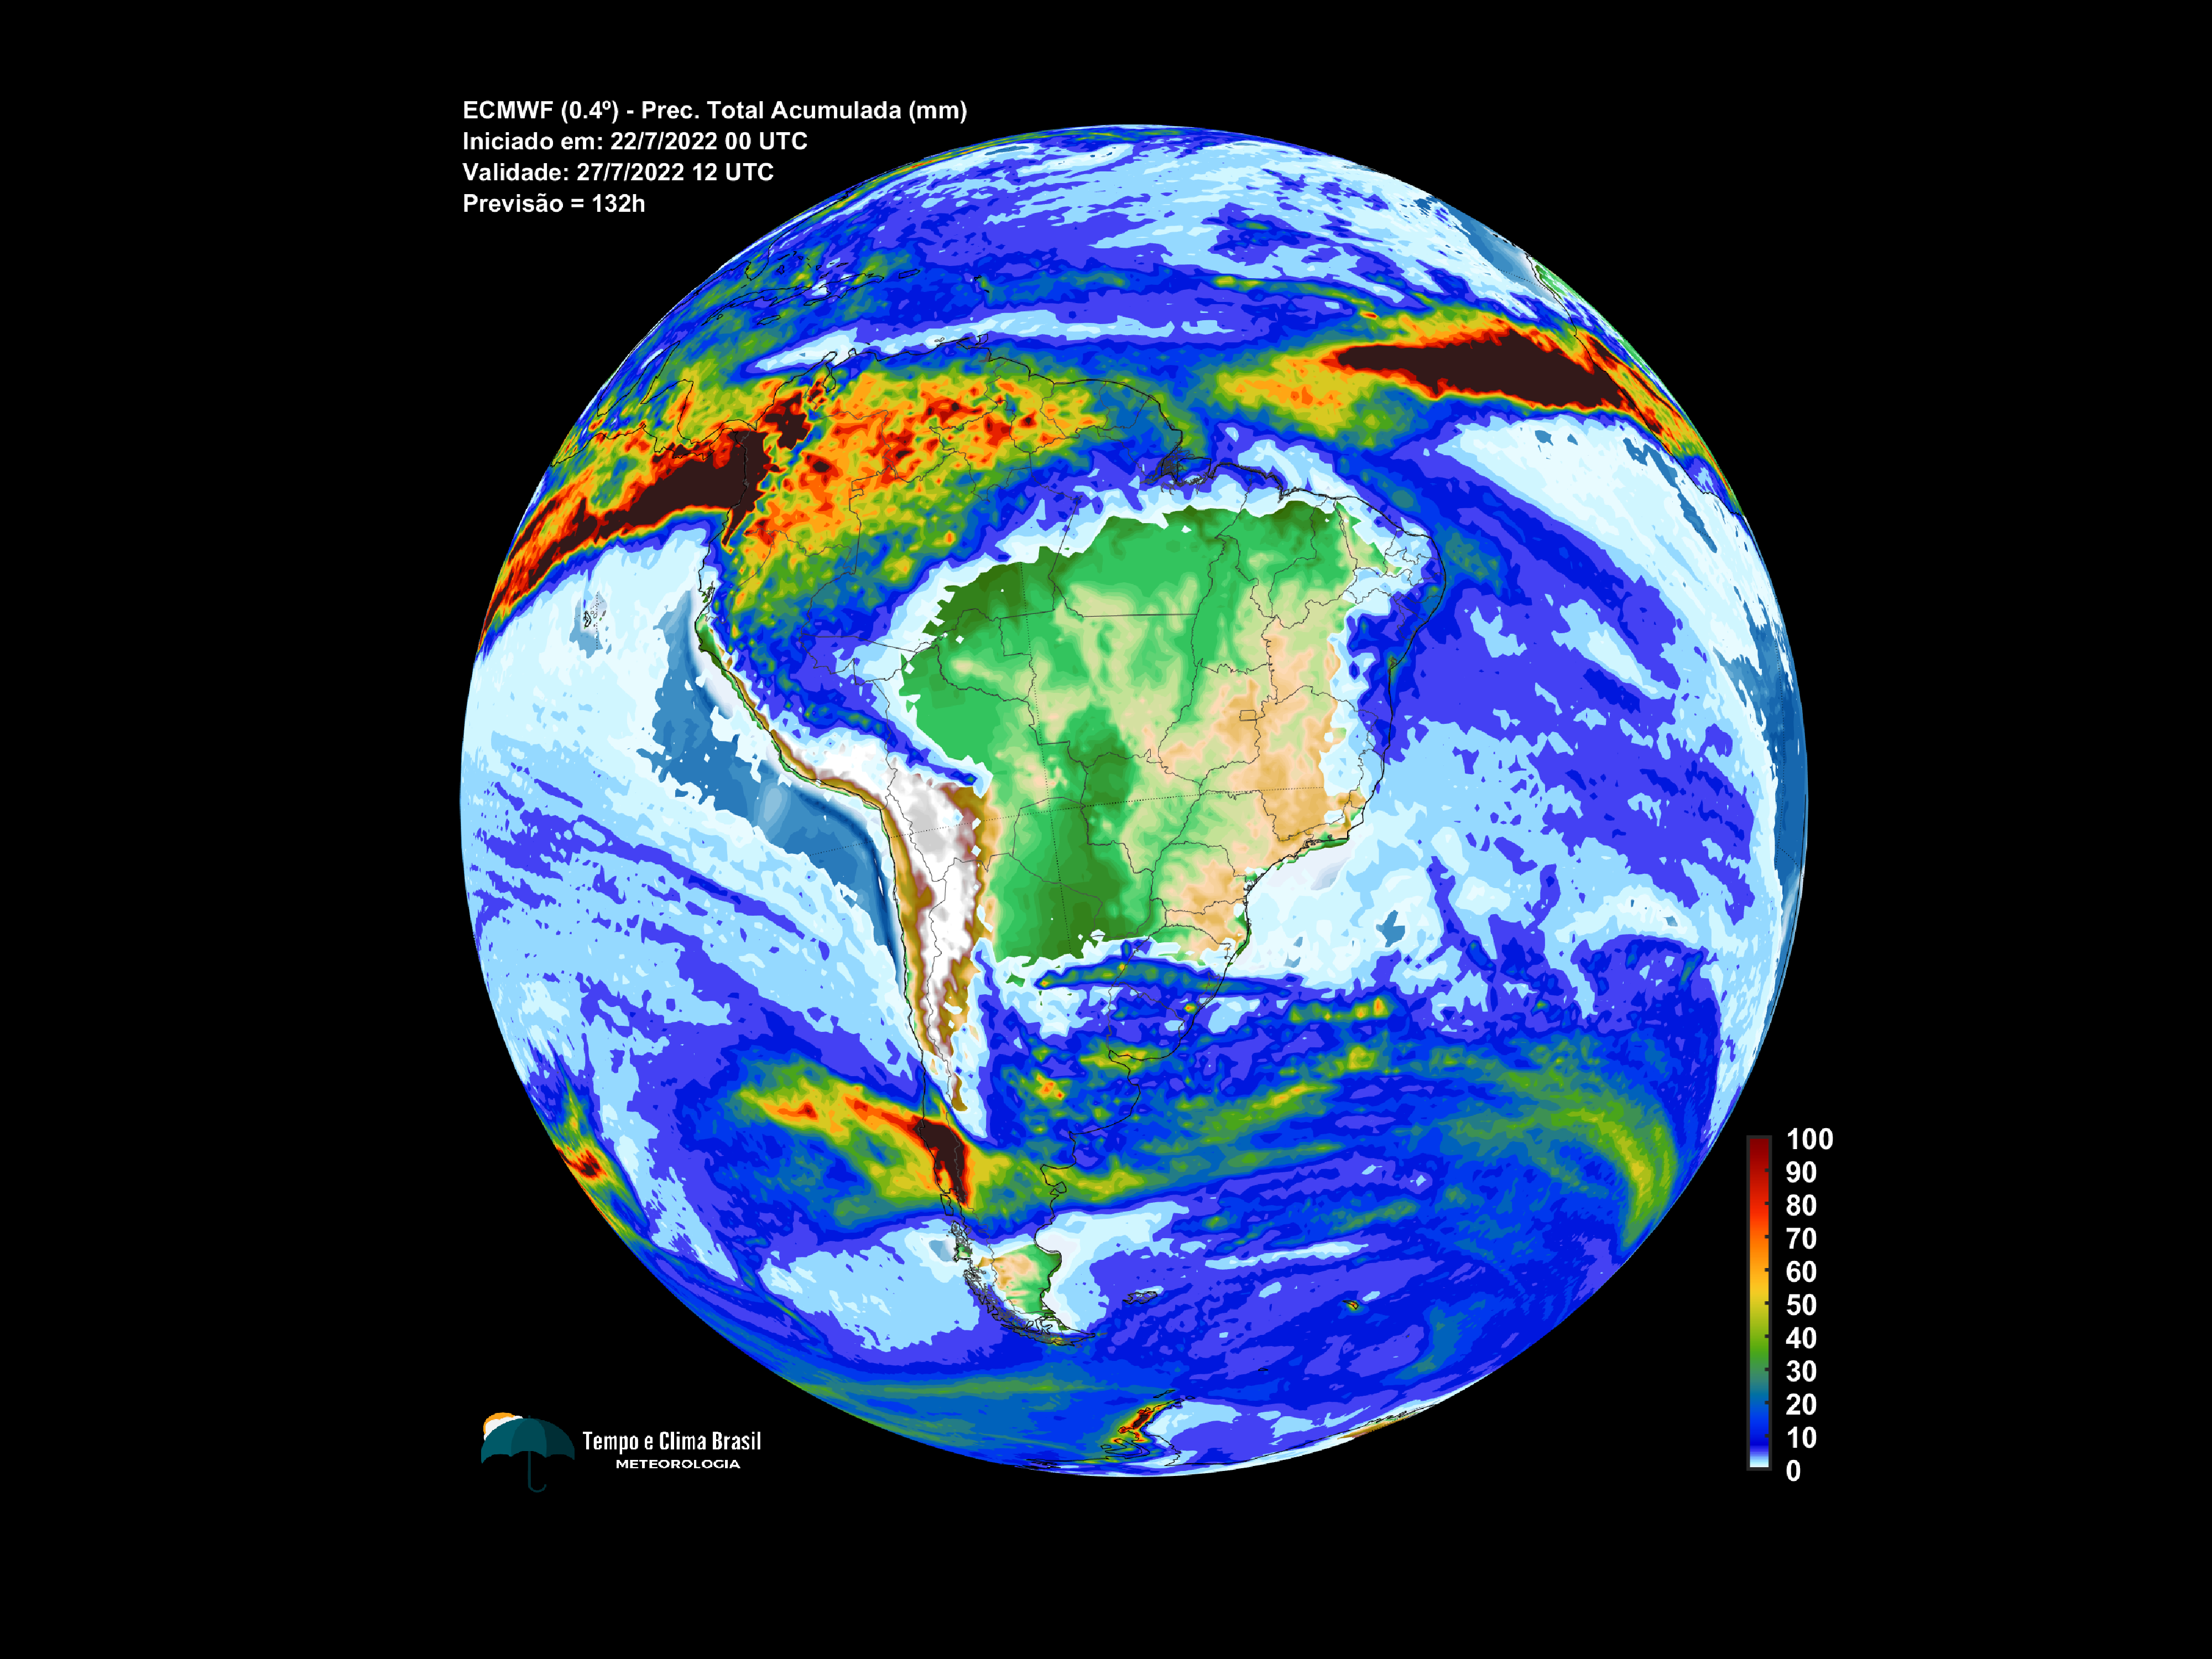 ECMWF (0.4º) - Prec. Total Acumulada (mm)
Iniciado em: 22/7/2022 00 UTC
Validade: 27/7/2022 12 UTC
Previsão = 132h
100
90
80
70
60
50
40
30
20
10
0
Tempo e Clima Brasil
METEOROLOGIA